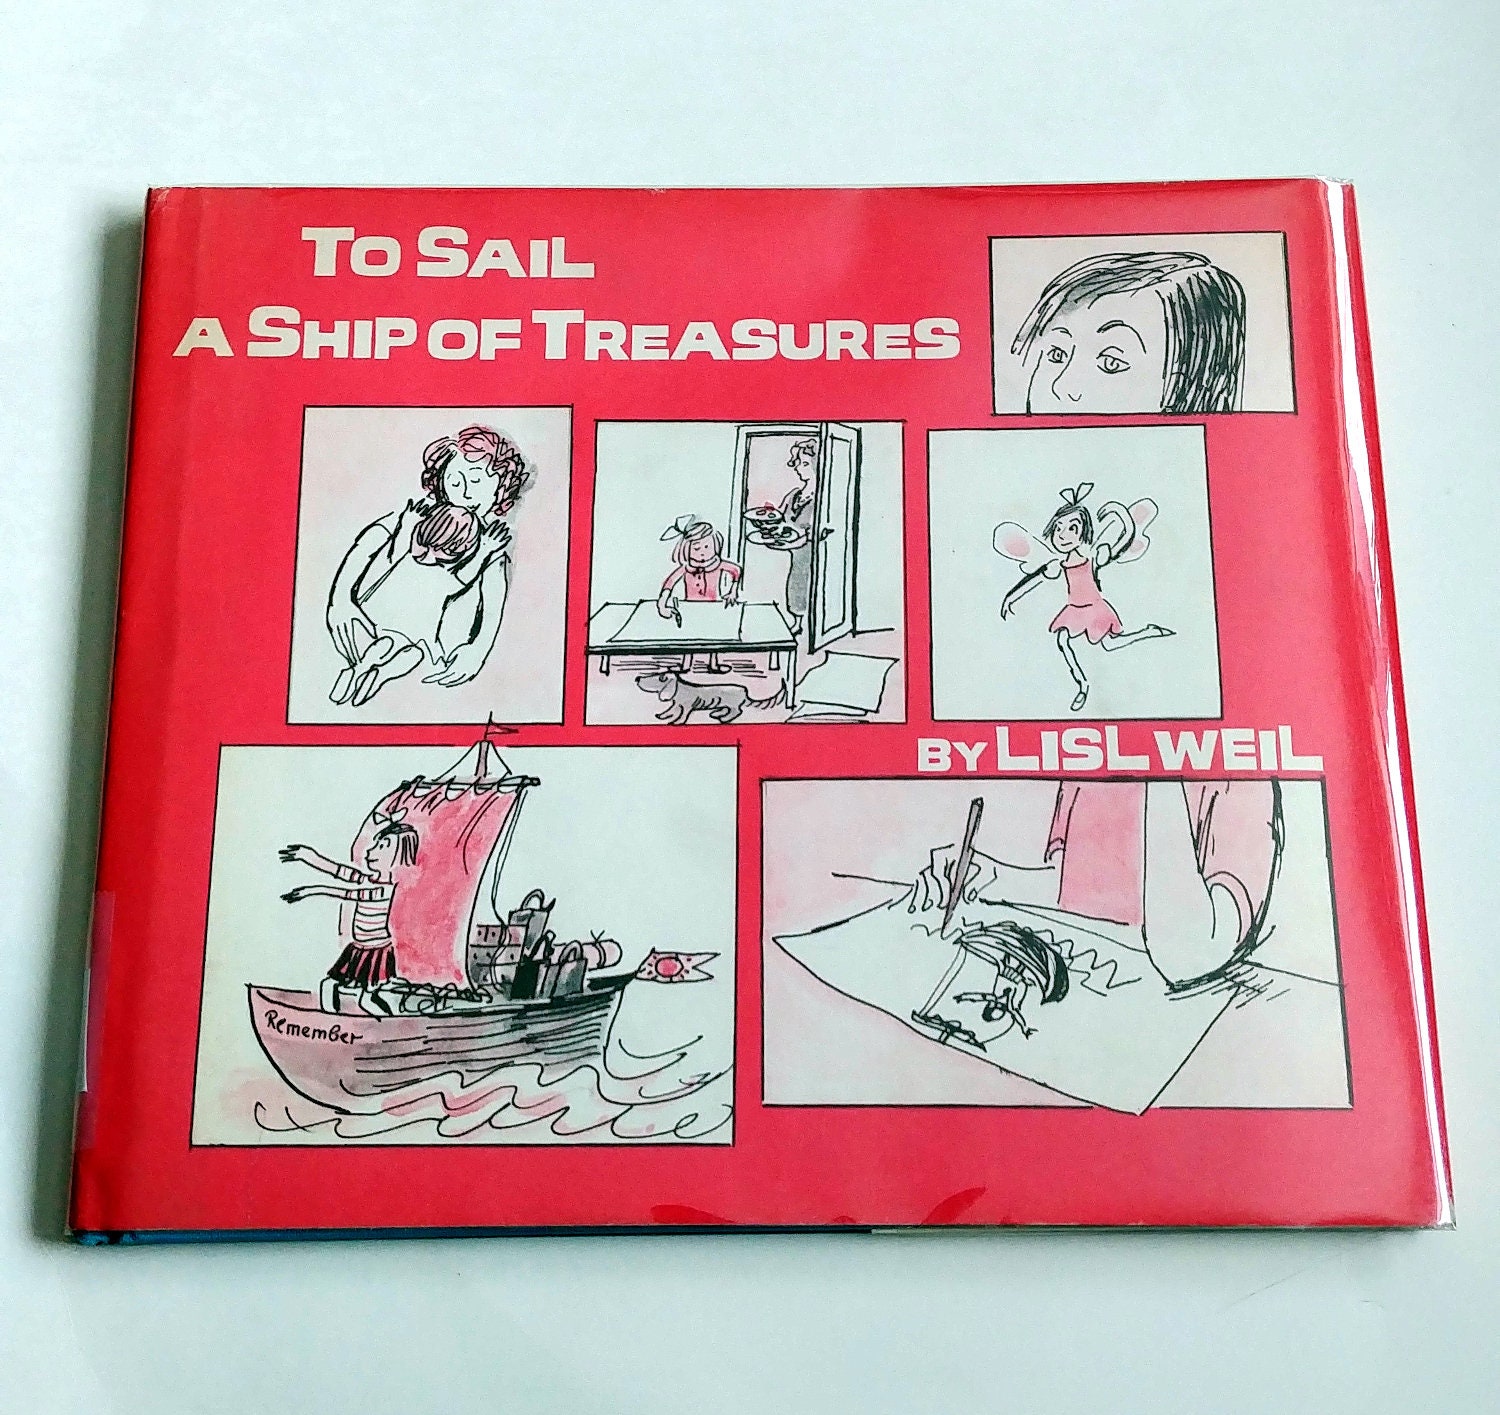 TO SAIL
A SHIP OF TREASURES
BY LISL WEIL
Remember